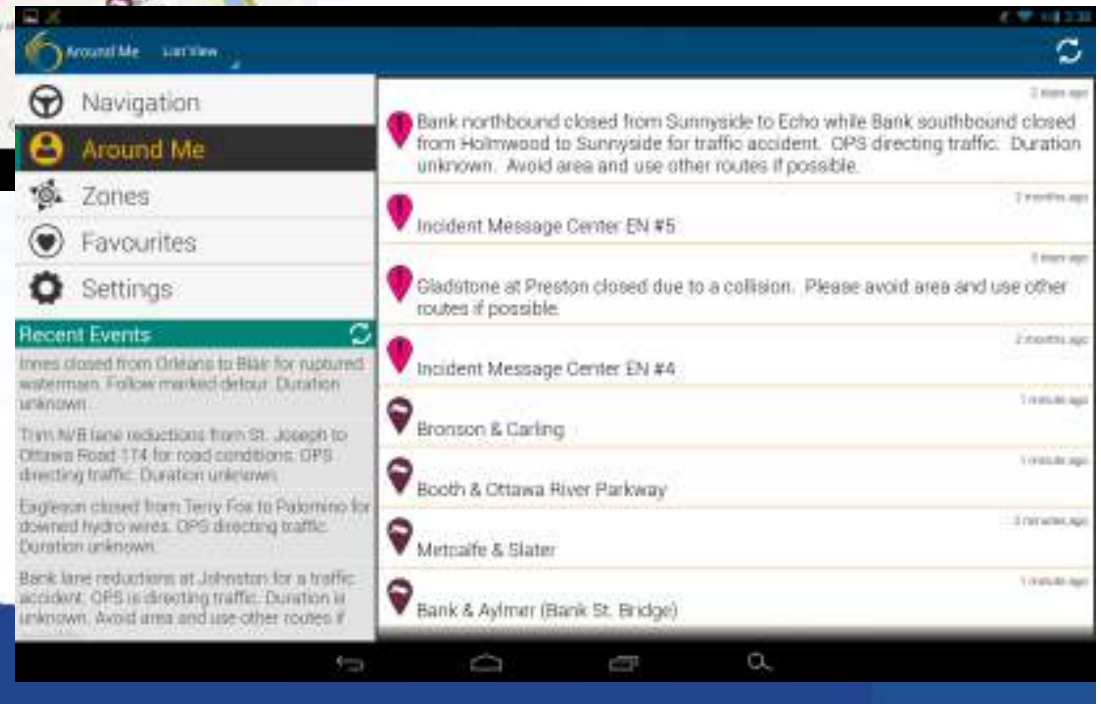 3:38
Around Me List View
Navigation
Around Me
Zones
Favourites
Settings
Recent Events
Innes closed from Orleans to Blair for ruptured
watermain. Follow marked detour. Duration
unknown.
Trim N/B lane reductions from St. Joseph to
Ottawa Road 174 for road conditions. OPS
directing traffic. Duration unknown.
Eagleson closed from Terry Fox to Palomino for
downed hydro wires. OPS directing traffic.
Duration unknown.
Bank lane reductions at Johnston for a traffic
accident. OPS is directing traffic. Duration is
unknown. Avoid area and use other routes if
days ago
Bank northbound closed from Sunnyside to Echo while Bank southbound closed
from Holmwood to Sunnyside for traffic accident. OPS directing traffic. Duration
unknown. Avoid area and use other routes if possible.
2 months ago
Incident Message Center EN #5
days ago
Gladstone at Preston closed due to a collision. Please avoid area and use other
routes if possible.
2 months ago
Incident Message Center EN #4
1 minute ago
Bronson & Carling
1 minute ago
Booth & Ottawa River Parkway
minutes ago
Metcalfe & Slater
1 minute ago
Bank & Aylmer (Bank St. Bridge)